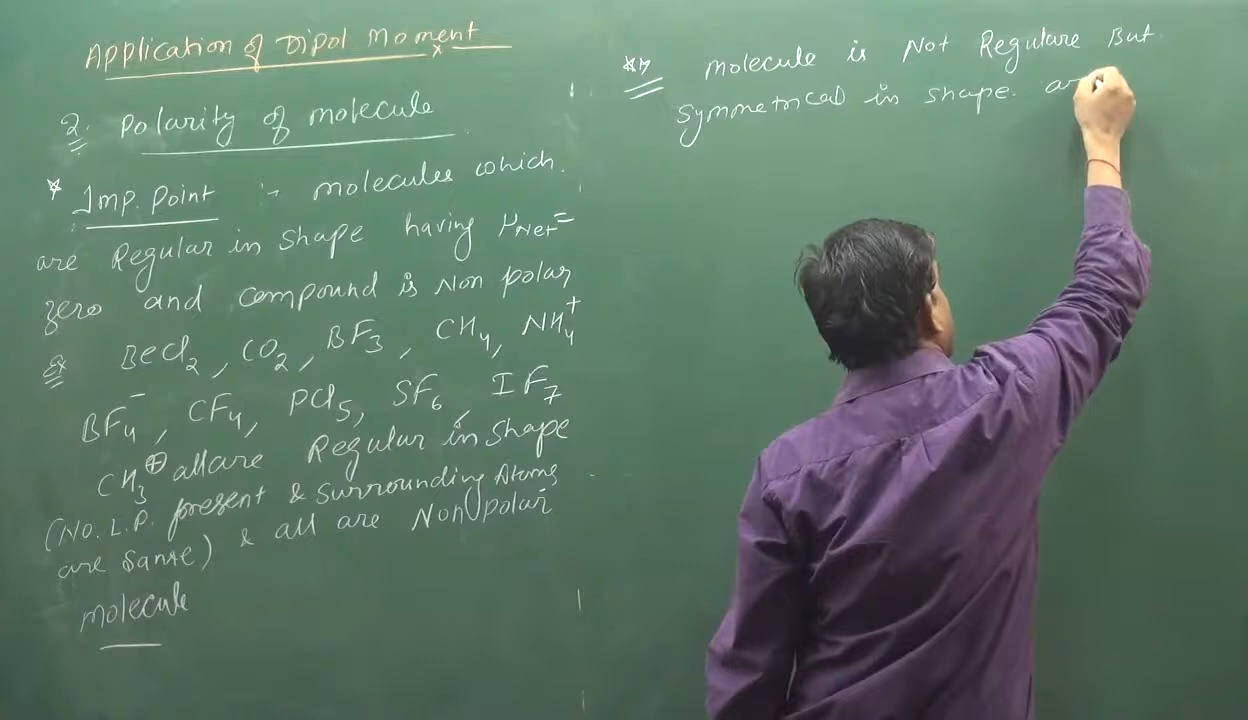 Application of Dipol Moment
2. Polarity of molecule
* Imp. Point :- molecules which.
are Regular in shape having μNet =
zero and compound is Non polar
Ex BeCl2, CO2, BF3, CH4, NH4+
BF4-, CF4, PCl5, SF6, IF7
CH3⊕ all are Regular in shape
(No. L.P. present & surrounding Atoms
are same) & all are Non polar
molecule
molecule is Not Regulare But
symmetrical in shape.